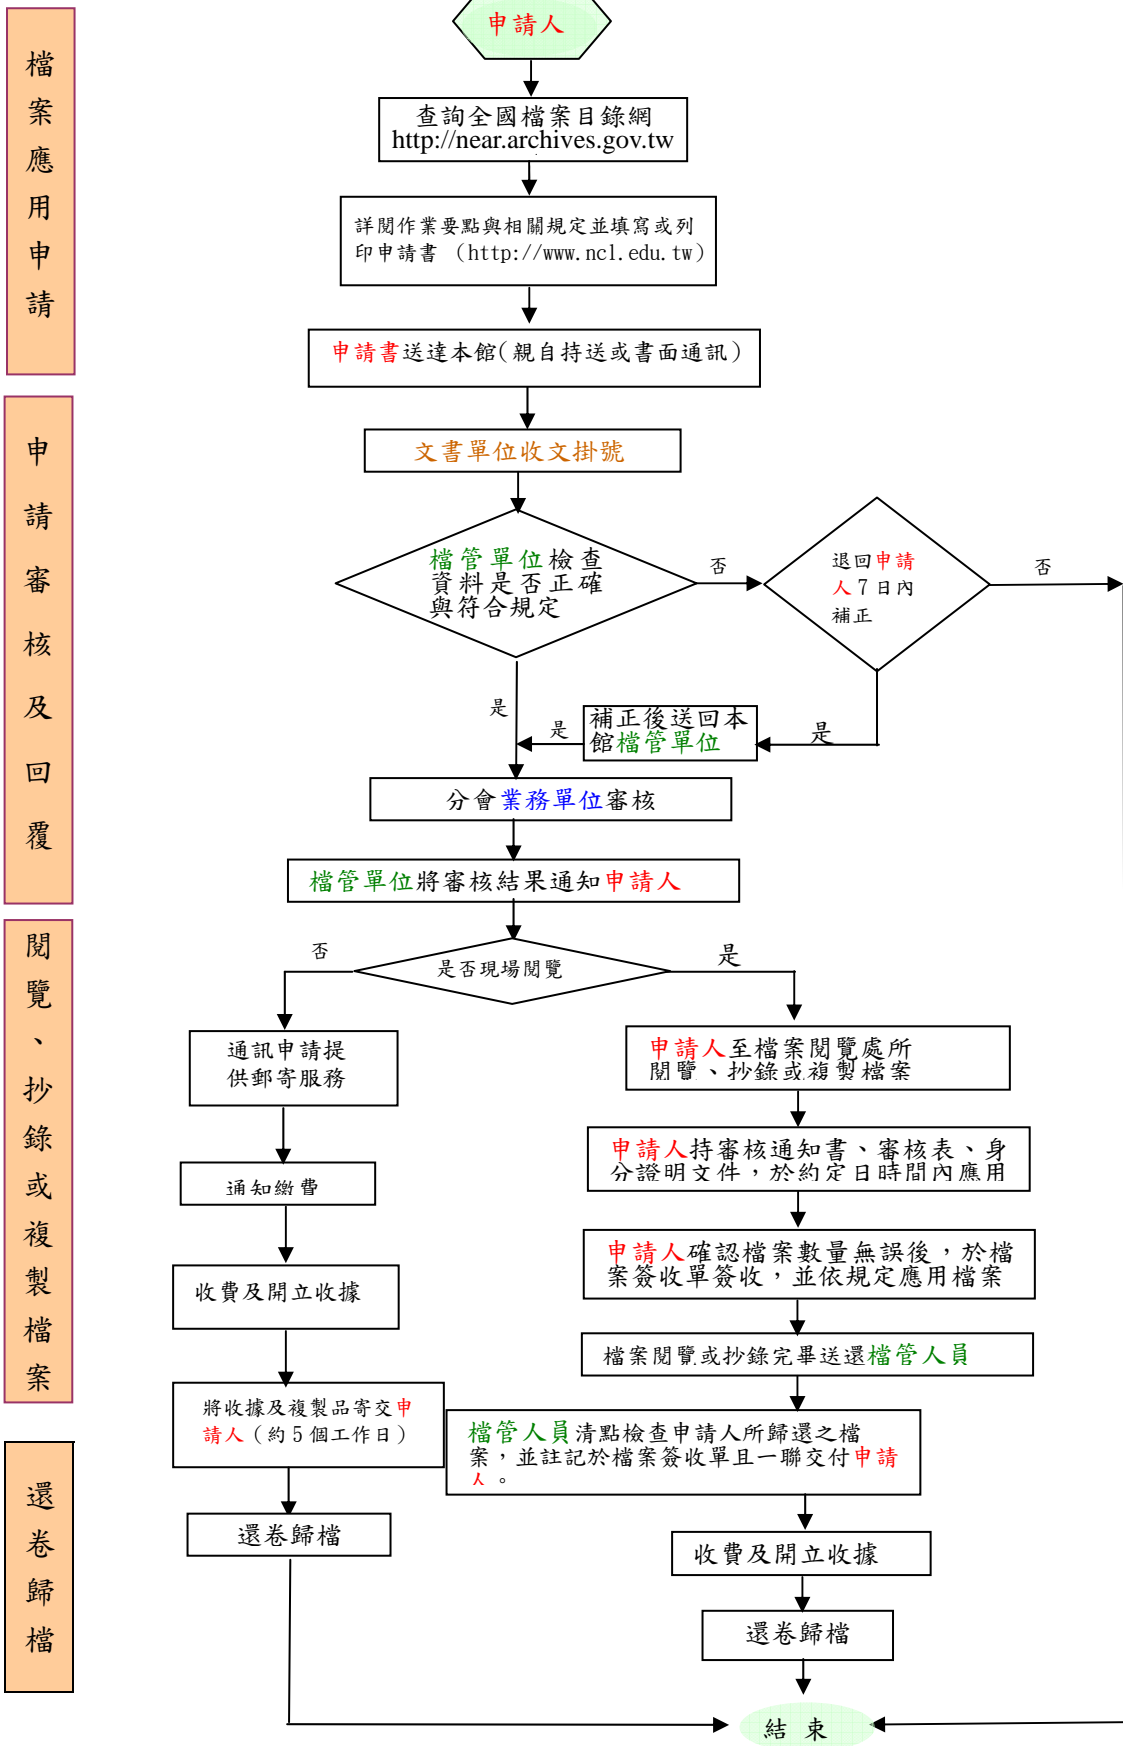 檔案應用申請
申請人
查詢全國檔案目錄網
http://near.archives.gov.tw
詳閱作業要點與相關規定並填寫或列
印申請書 （http://www.ncl.edu.tw）
申請書送達本館(親自持送或書面通訊)
申請審核及回覆
文書單位收文掛號
檔管單位檢查
資料是否正確
與符合規定
否
退回申請
人7日內
補正
否
是
是
補正後送回本
館檔管單位
是
分會業務單位審核
檔管單位將審核結果通知申請人
閱覽、抄錄或複製檔案
是否現場閱覽
否
是
通訊申請提
供郵寄服務
通知繳費
收費及開立收據
將收據及複製品寄交申
請人（約5個工作日）
申請人至檔案閱覽處所
閱覽、抄錄或複製檔案
申請人持審核通知書、審核表、身
分證明文件，於約定日時間內應用
申請人確認檔案數量無誤後，於檔
案簽收單簽收，並依規定應用檔案
檔案閱覽或抄錄完畢送還檔管人員
檔管人員清點檢查申請人所歸還之檔
案，並註記於檔案簽收單且一聯交付申請
人。
還卷歸檔
還卷歸檔
收費及開立收據
還卷歸檔
結 束